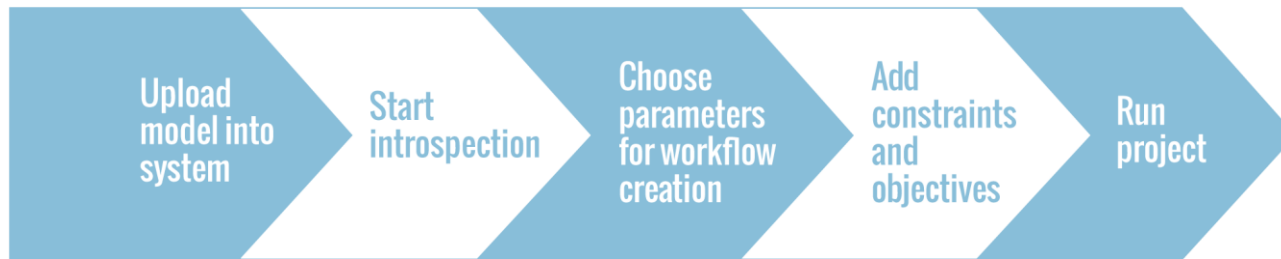 Upload
model into
system
Start
introspection
Choose
parameters
for workflow
creation
Add
constraints
and
objectives
Run
project